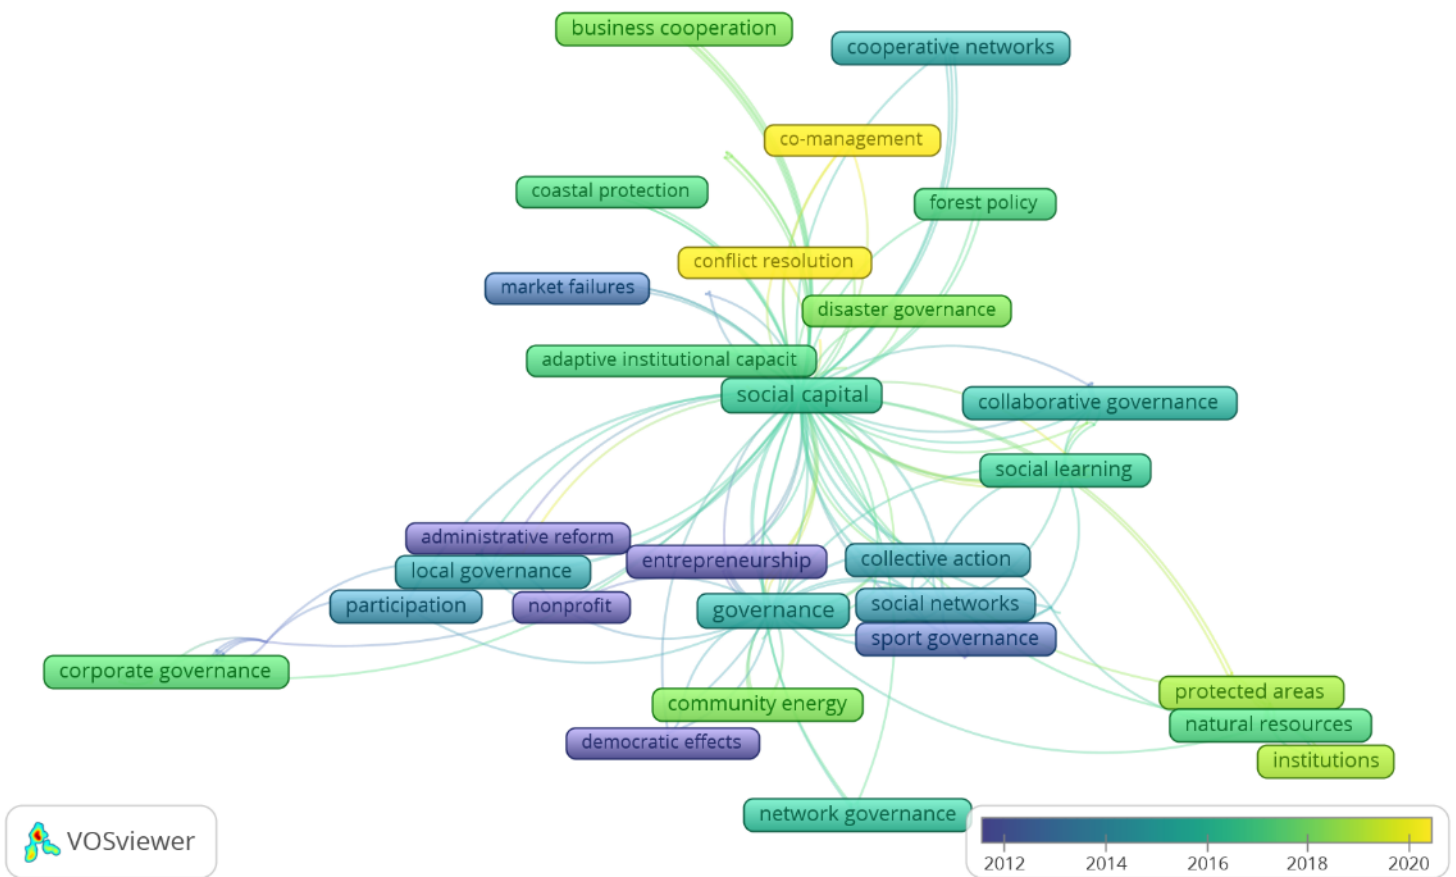 business cooperation
cooperative networks
co-management
coastal protection
forest policy
conflict resolution
market failures
disaster governance
adaptive institutional capacit
social capital
collaborative governance
social learning
administrative reform
entrepreneurship
collective action
local governance
participation
nonprofit
governance
social networks
sport governance
corporate governance
protected areas
community energy
natural resources
democratic effects
institutions
network governance
VOSviewer
2012 2014 2016 2018 2020